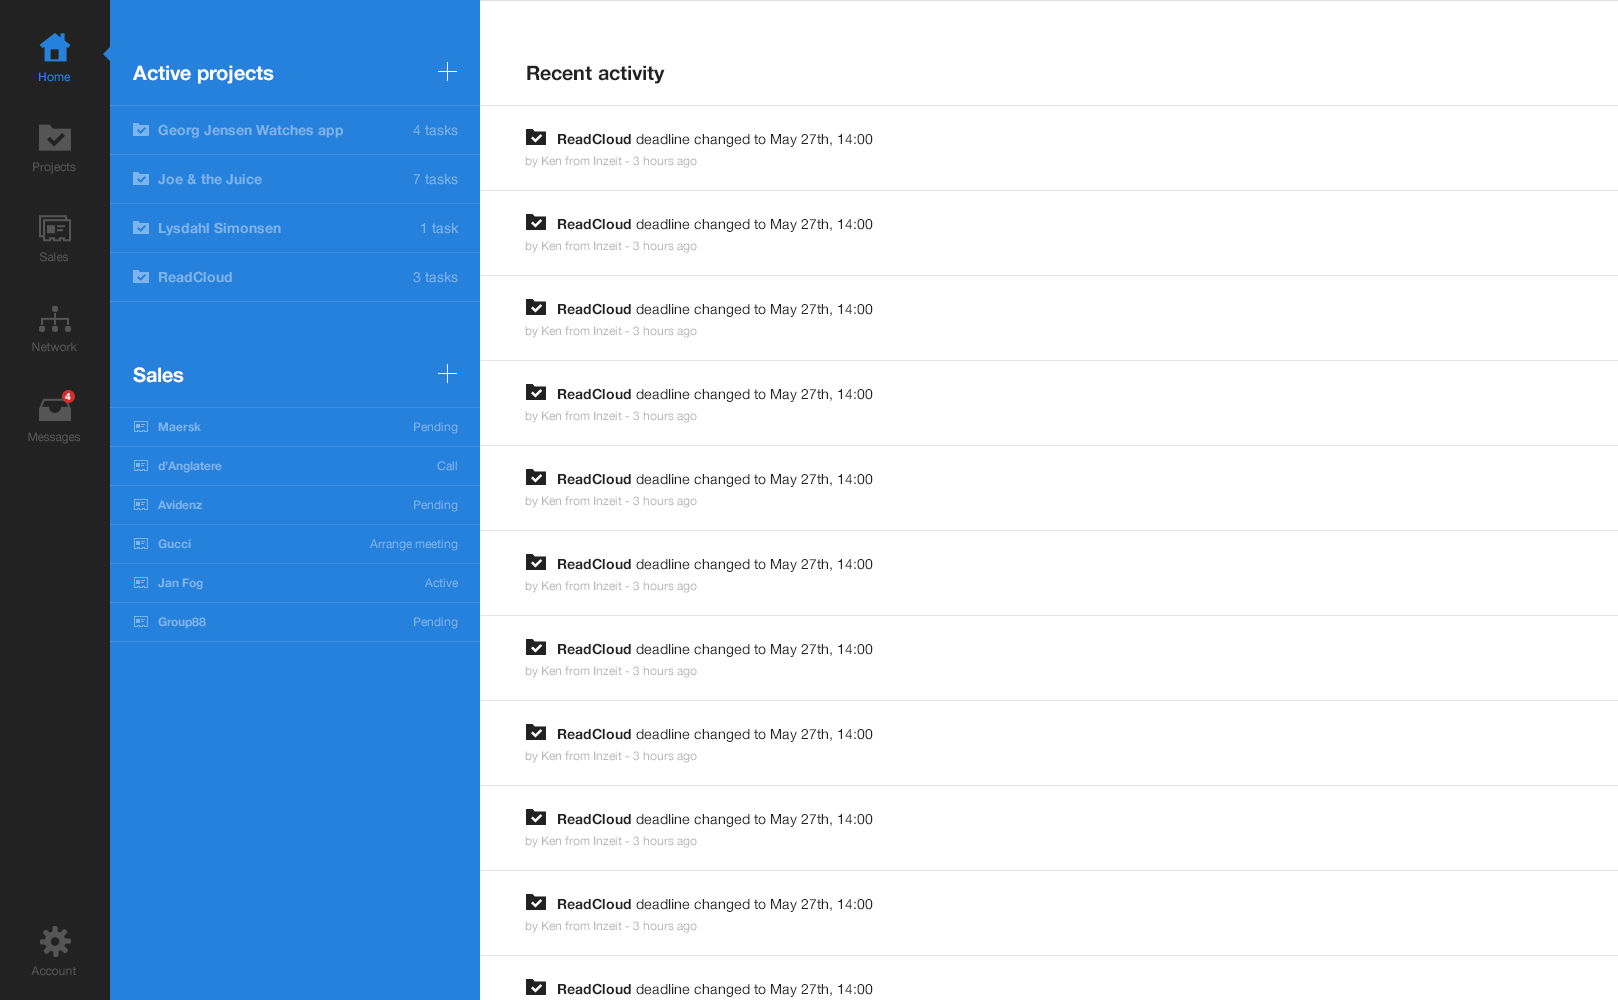 Home
Projects
Sales
Network
4
Messages
Account
Active projects
Georg Jensen Watches app 4 tasks
Joe & the Juice 7 tasks
Lysdahl Simonsen 1 task
ReadCloud 3 tasks
Sales
Maersk Pending
d'Anglatere Call
Avidenz Pending
Gucci Arrange meeting
Jan Fog Active
Group88 Pending
Recent activity
ReadCloud deadline changed to May 27th, 14:00
by Ken from Inzeit - 3 hours ago
ReadCloud deadline changed to May 27th, 14:00
by Ken from Inzeit - 3 hours ago
ReadCloud deadline changed to May 27th, 14:00
by Ken from Inzeit - 3 hours ago
ReadCloud deadline changed to May 27th, 14:00
by Ken from Inzeit - 3 hours ago
ReadCloud deadline changed to May 27th, 14:00
by Ken from Inzeit - 3 hours ago
ReadCloud deadline changed to May 27th, 14:00
by Ken from Inzeit - 3 hours ago
ReadCloud deadline changed to May 27th, 14:00
by Ken from Inzeit - 3 hours ago
ReadCloud deadline changed to May 27th, 14:00
by Ken from Inzeit - 3 hours ago
ReadCloud deadline changed to May 27th, 14:00
by Ken from Inzeit - 3 hours ago
ReadCloud deadline changed to May 27th, 14:00
by Ken from Inzeit - 3 hours ago
ReadCloud deadline changed to May 27th, 14:00